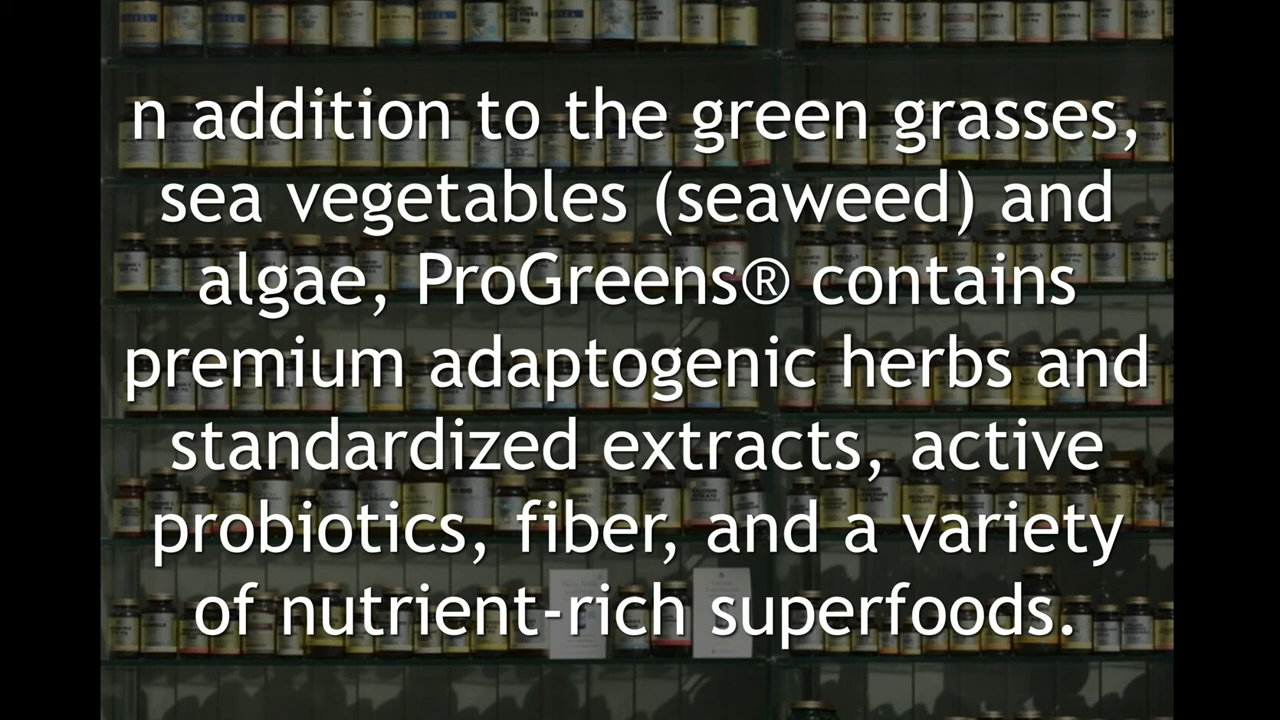 n addition to the green grasses,
sea vegetables (seaweed) and
algae, ProGreens® contains
premium adaptogenic herbs and
standardized extracts, active
probiotics, fiber, and a variety
of nutrient-rich superfoods.